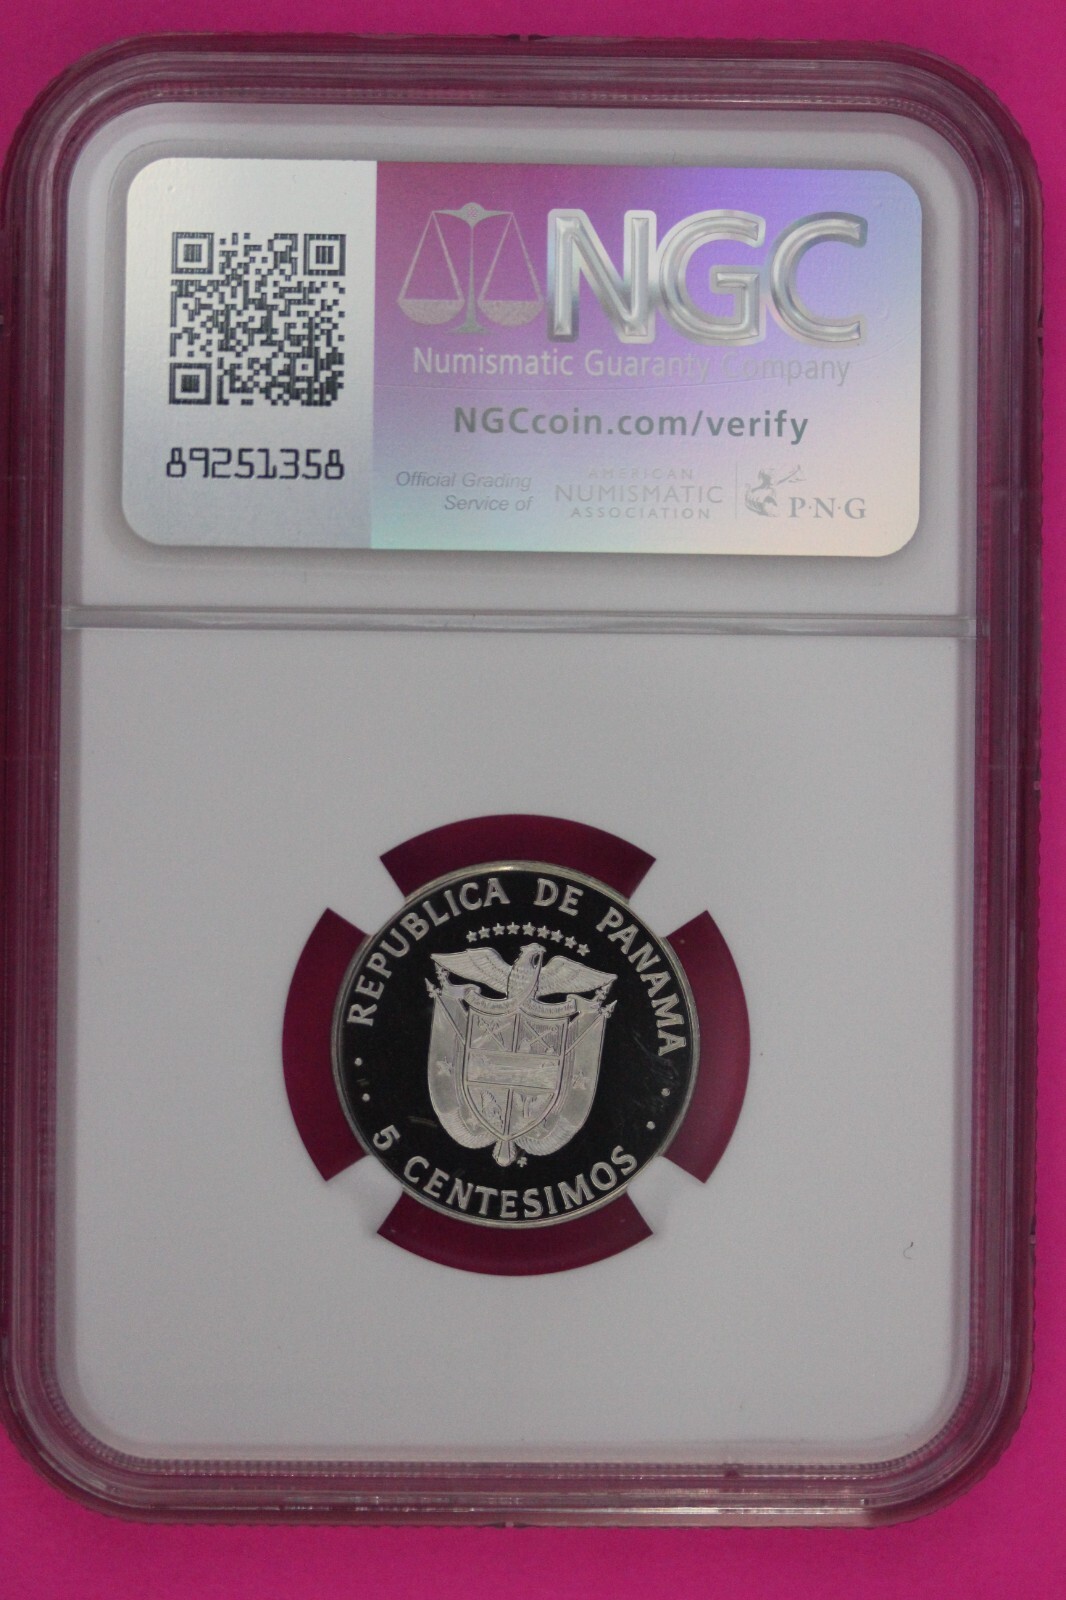 NGC
Numismatic Guaranty Company
NGCcoin.com/verify
89251358
Official Grading
Service of
AMERICAN
NUMISMATIC
ASSOCIATION
P·N·G
REPUBLICA DE PANAMA
5 CENTESIMOS